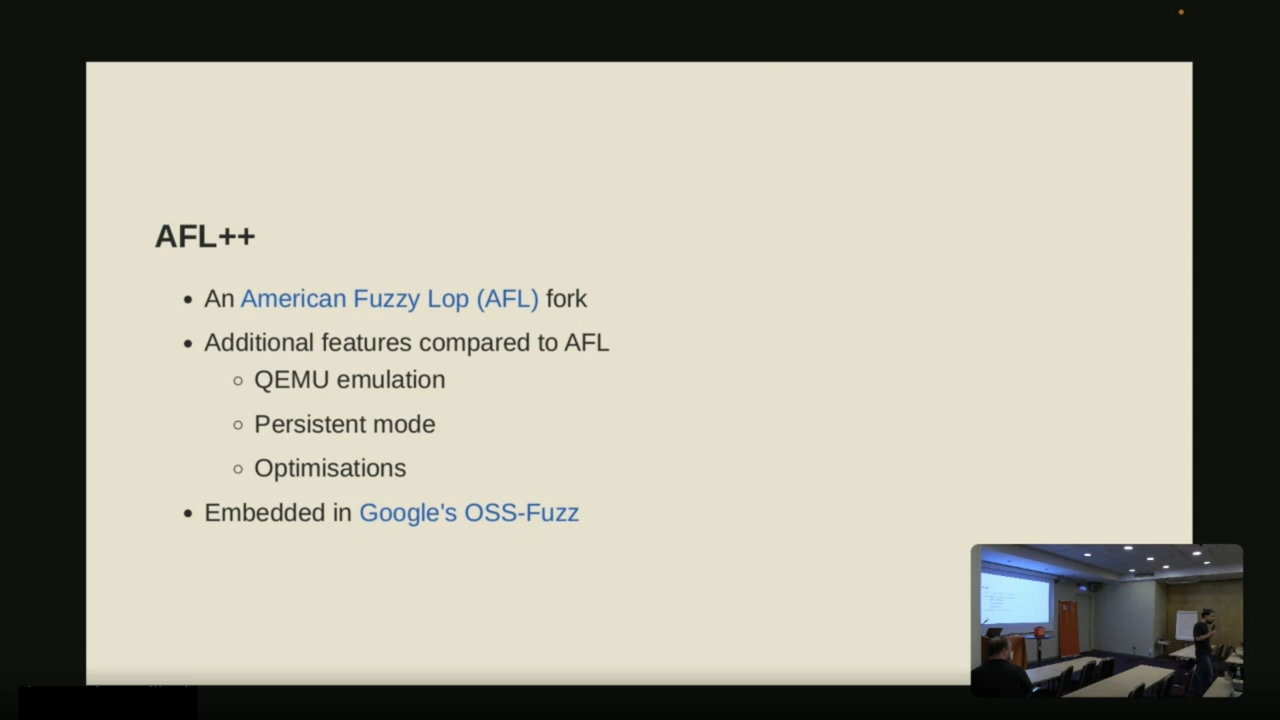 AFL++
An American Fuzzy Lop (AFL) fork
Additional features compared to AFL
QEMU emulation
Persistent mode
Optimisations
Embedded in Google's OSS-Fuzz